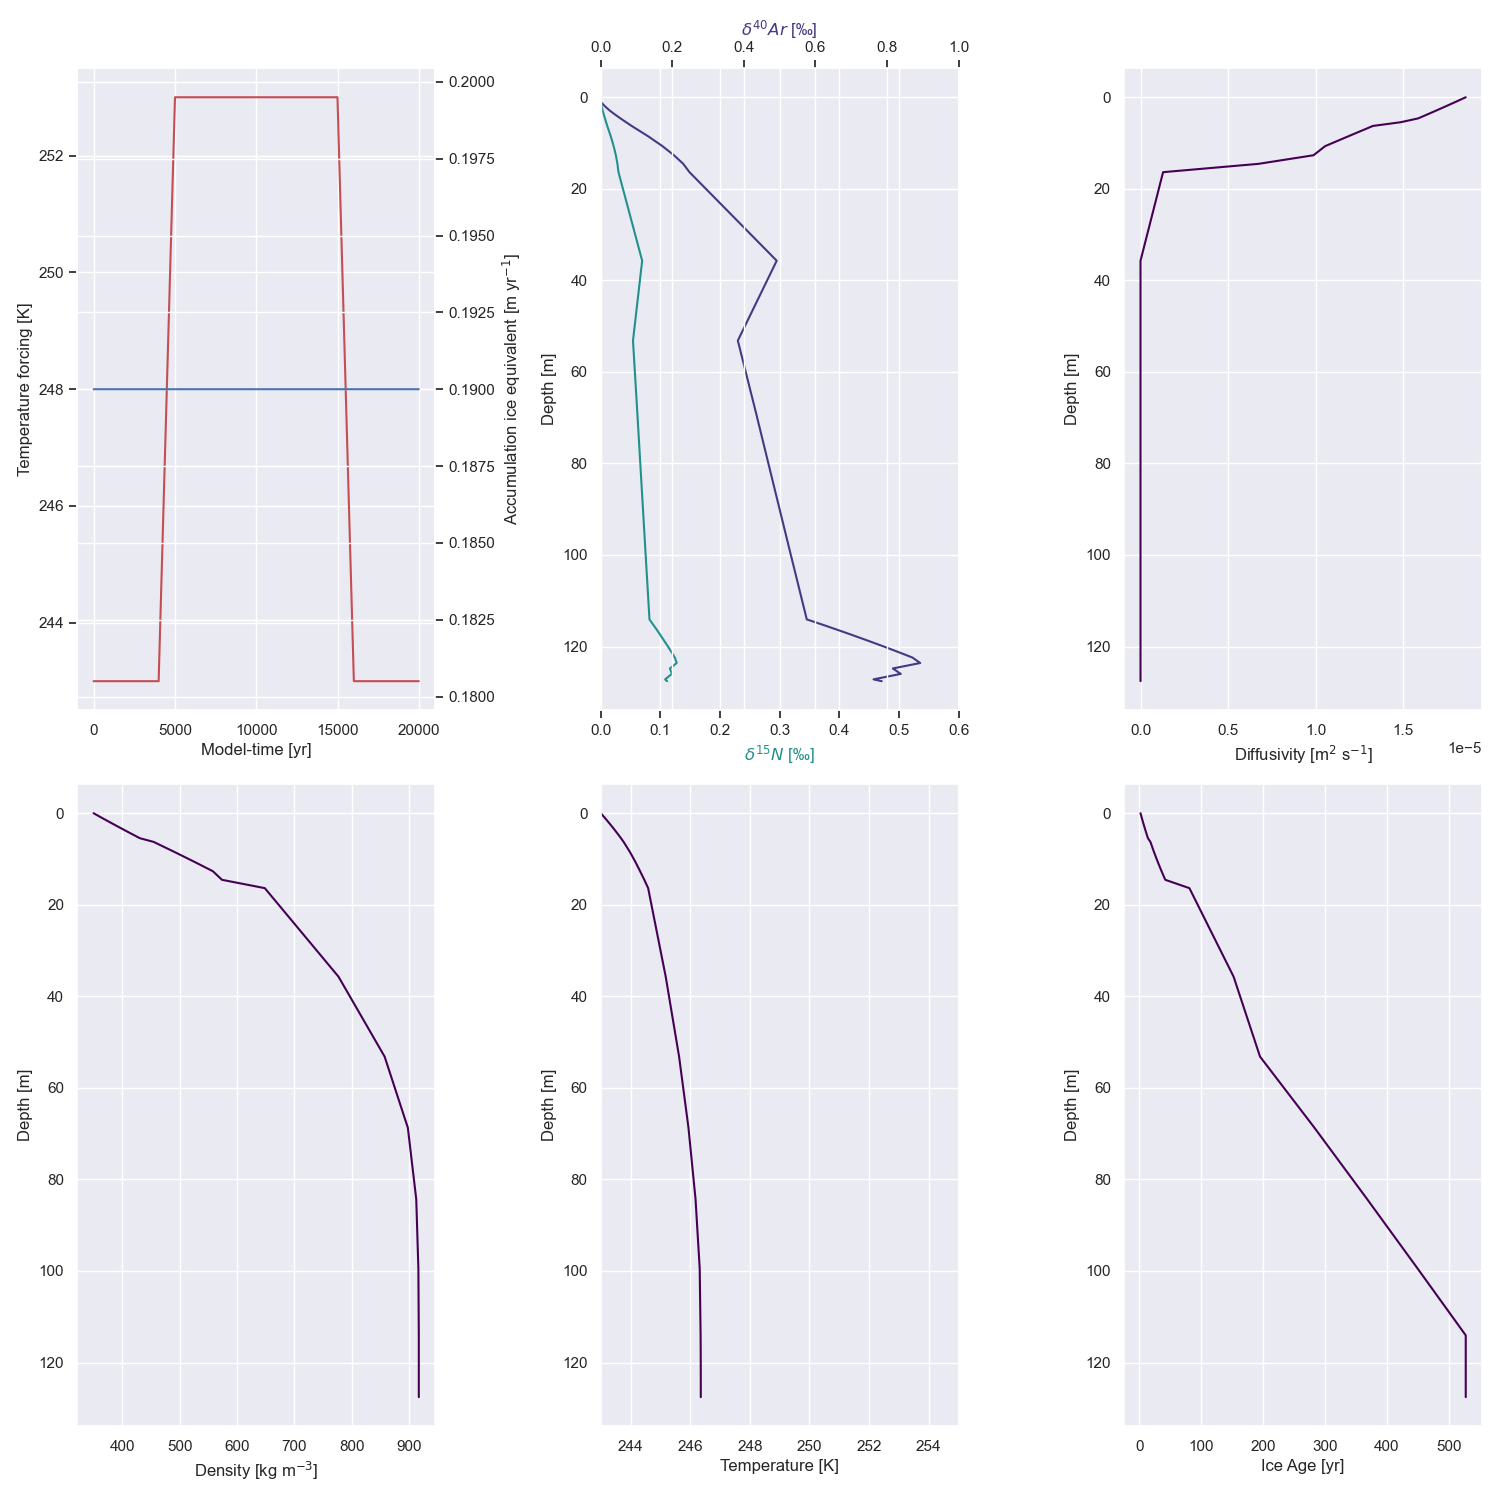 δ⁴⁰Ar [‰]
0.0 0.2 0.4 0.6 0.8 1.0
252
250
248
246
244
Temperature forcing [K]
0.2000
0.1975
0.1950
0.1925
0.1900
0.1875
0.1850
0.1825
0.1800
Accumulation ice equivalent [m yr⁻¹]
0 5000 10000 15000 20000
Model-time [yr]
0
20
40
60
80
100
120
Depth [m]
0.0 0.1 0.2 0.3 0.4 0.5 0.6
δ¹⁵N [‰]
0
20
40
60
80
100
120
Depth [m]
0.0 0.5 1.0 1.5
1e−5
Diffusivity [m² s⁻¹]
0
20
40
60
80
100
120
Depth [m]
400 500 600 700 800 900
Density [kg m⁻³]
0
20
40
60
80
100
120
Depth [m]
244 246 248 250 252 254
Temperature [K]
0
20
40
60
80
100
120
Depth [m]
0 100 200 300 400 500
Ice Age [yr]